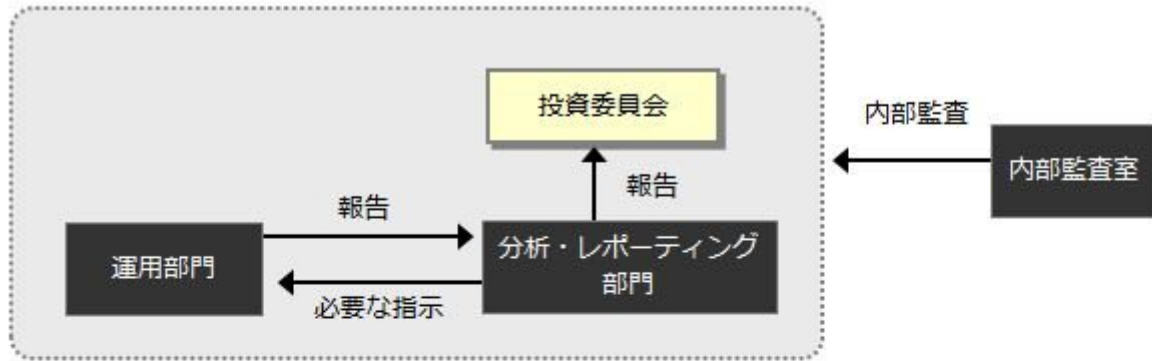 投資委員会
内部監査
内部監査室
報告
報告
運用部門
分析・レポーティング
部門
必要な指示